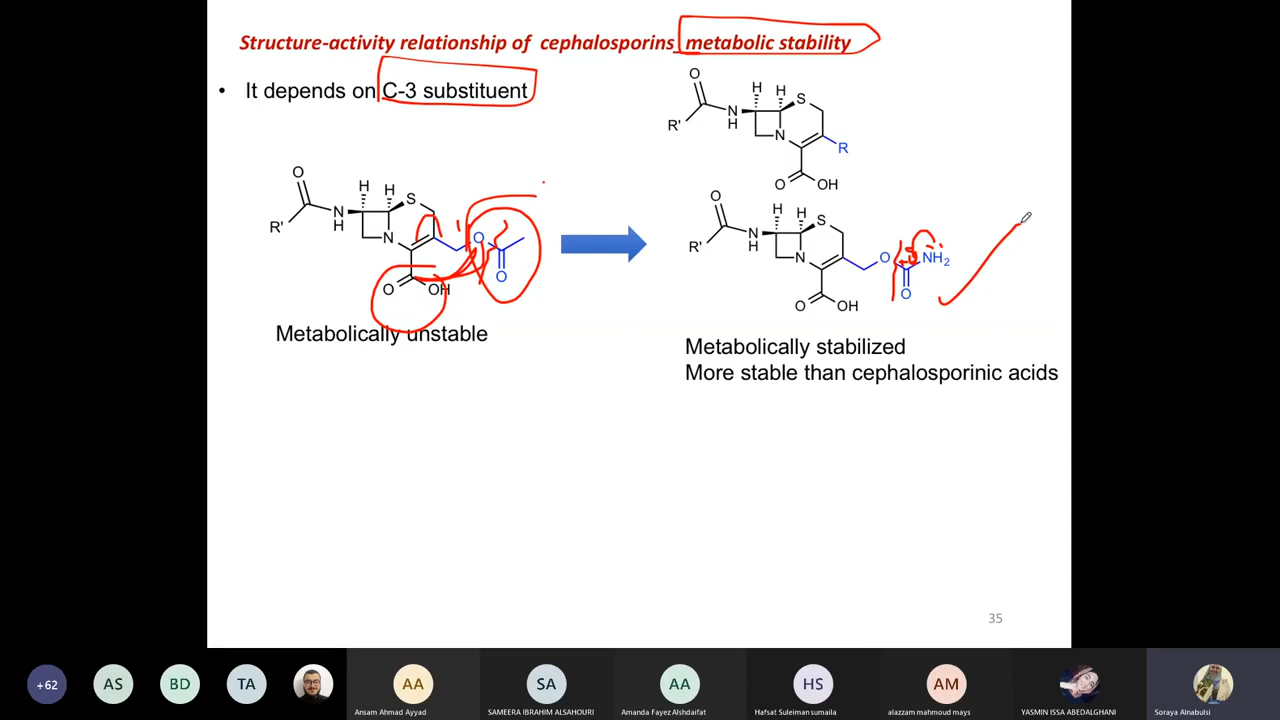 Structure-activity relationship of cephalosporins metabolic stability
• It depends on C-3 substituent
O H H S
R' N H N
O
O OH
O
Metabolically unstable
O H H S
R' N H N
R
O OH
O H H S
R' N H N
O NH2
O
O OH
Metabolically stabilized
More stable than cephalosporinic acids
35
+62 AS BD TA AA SA AA HS AM
Ansam Ahmad Ayyad SAMEERA IBRAHIM ALSAHOURI Amanda Fayez Alshdaifat Hafsat Suleiman sumaila alazzam mahmoud mays YASMIN ISSA ABEDALGHANI Soraya Alnabulsi